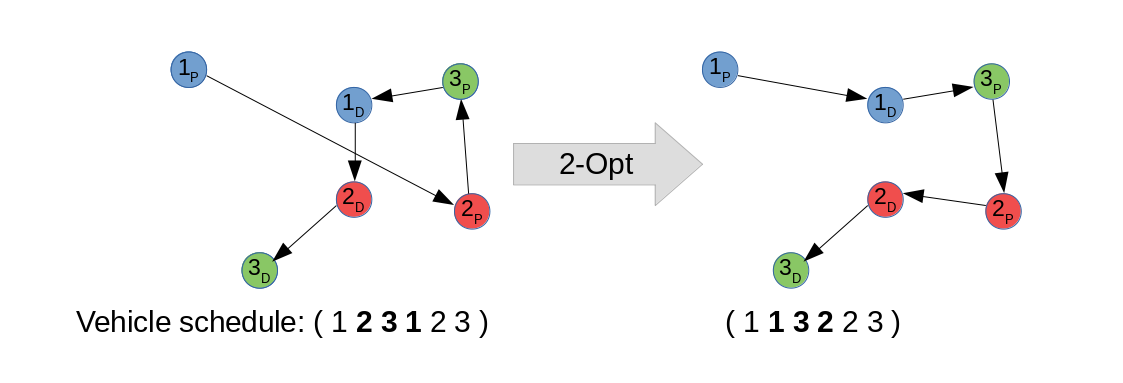 1P
3P
1D
2D
2P
3D
2-Opt
1P
3P
1D
2D
2P
3D
Vehicle schedule: ( 1 2 3 1 2 3 )
( 1 1 3 2 2 3 )